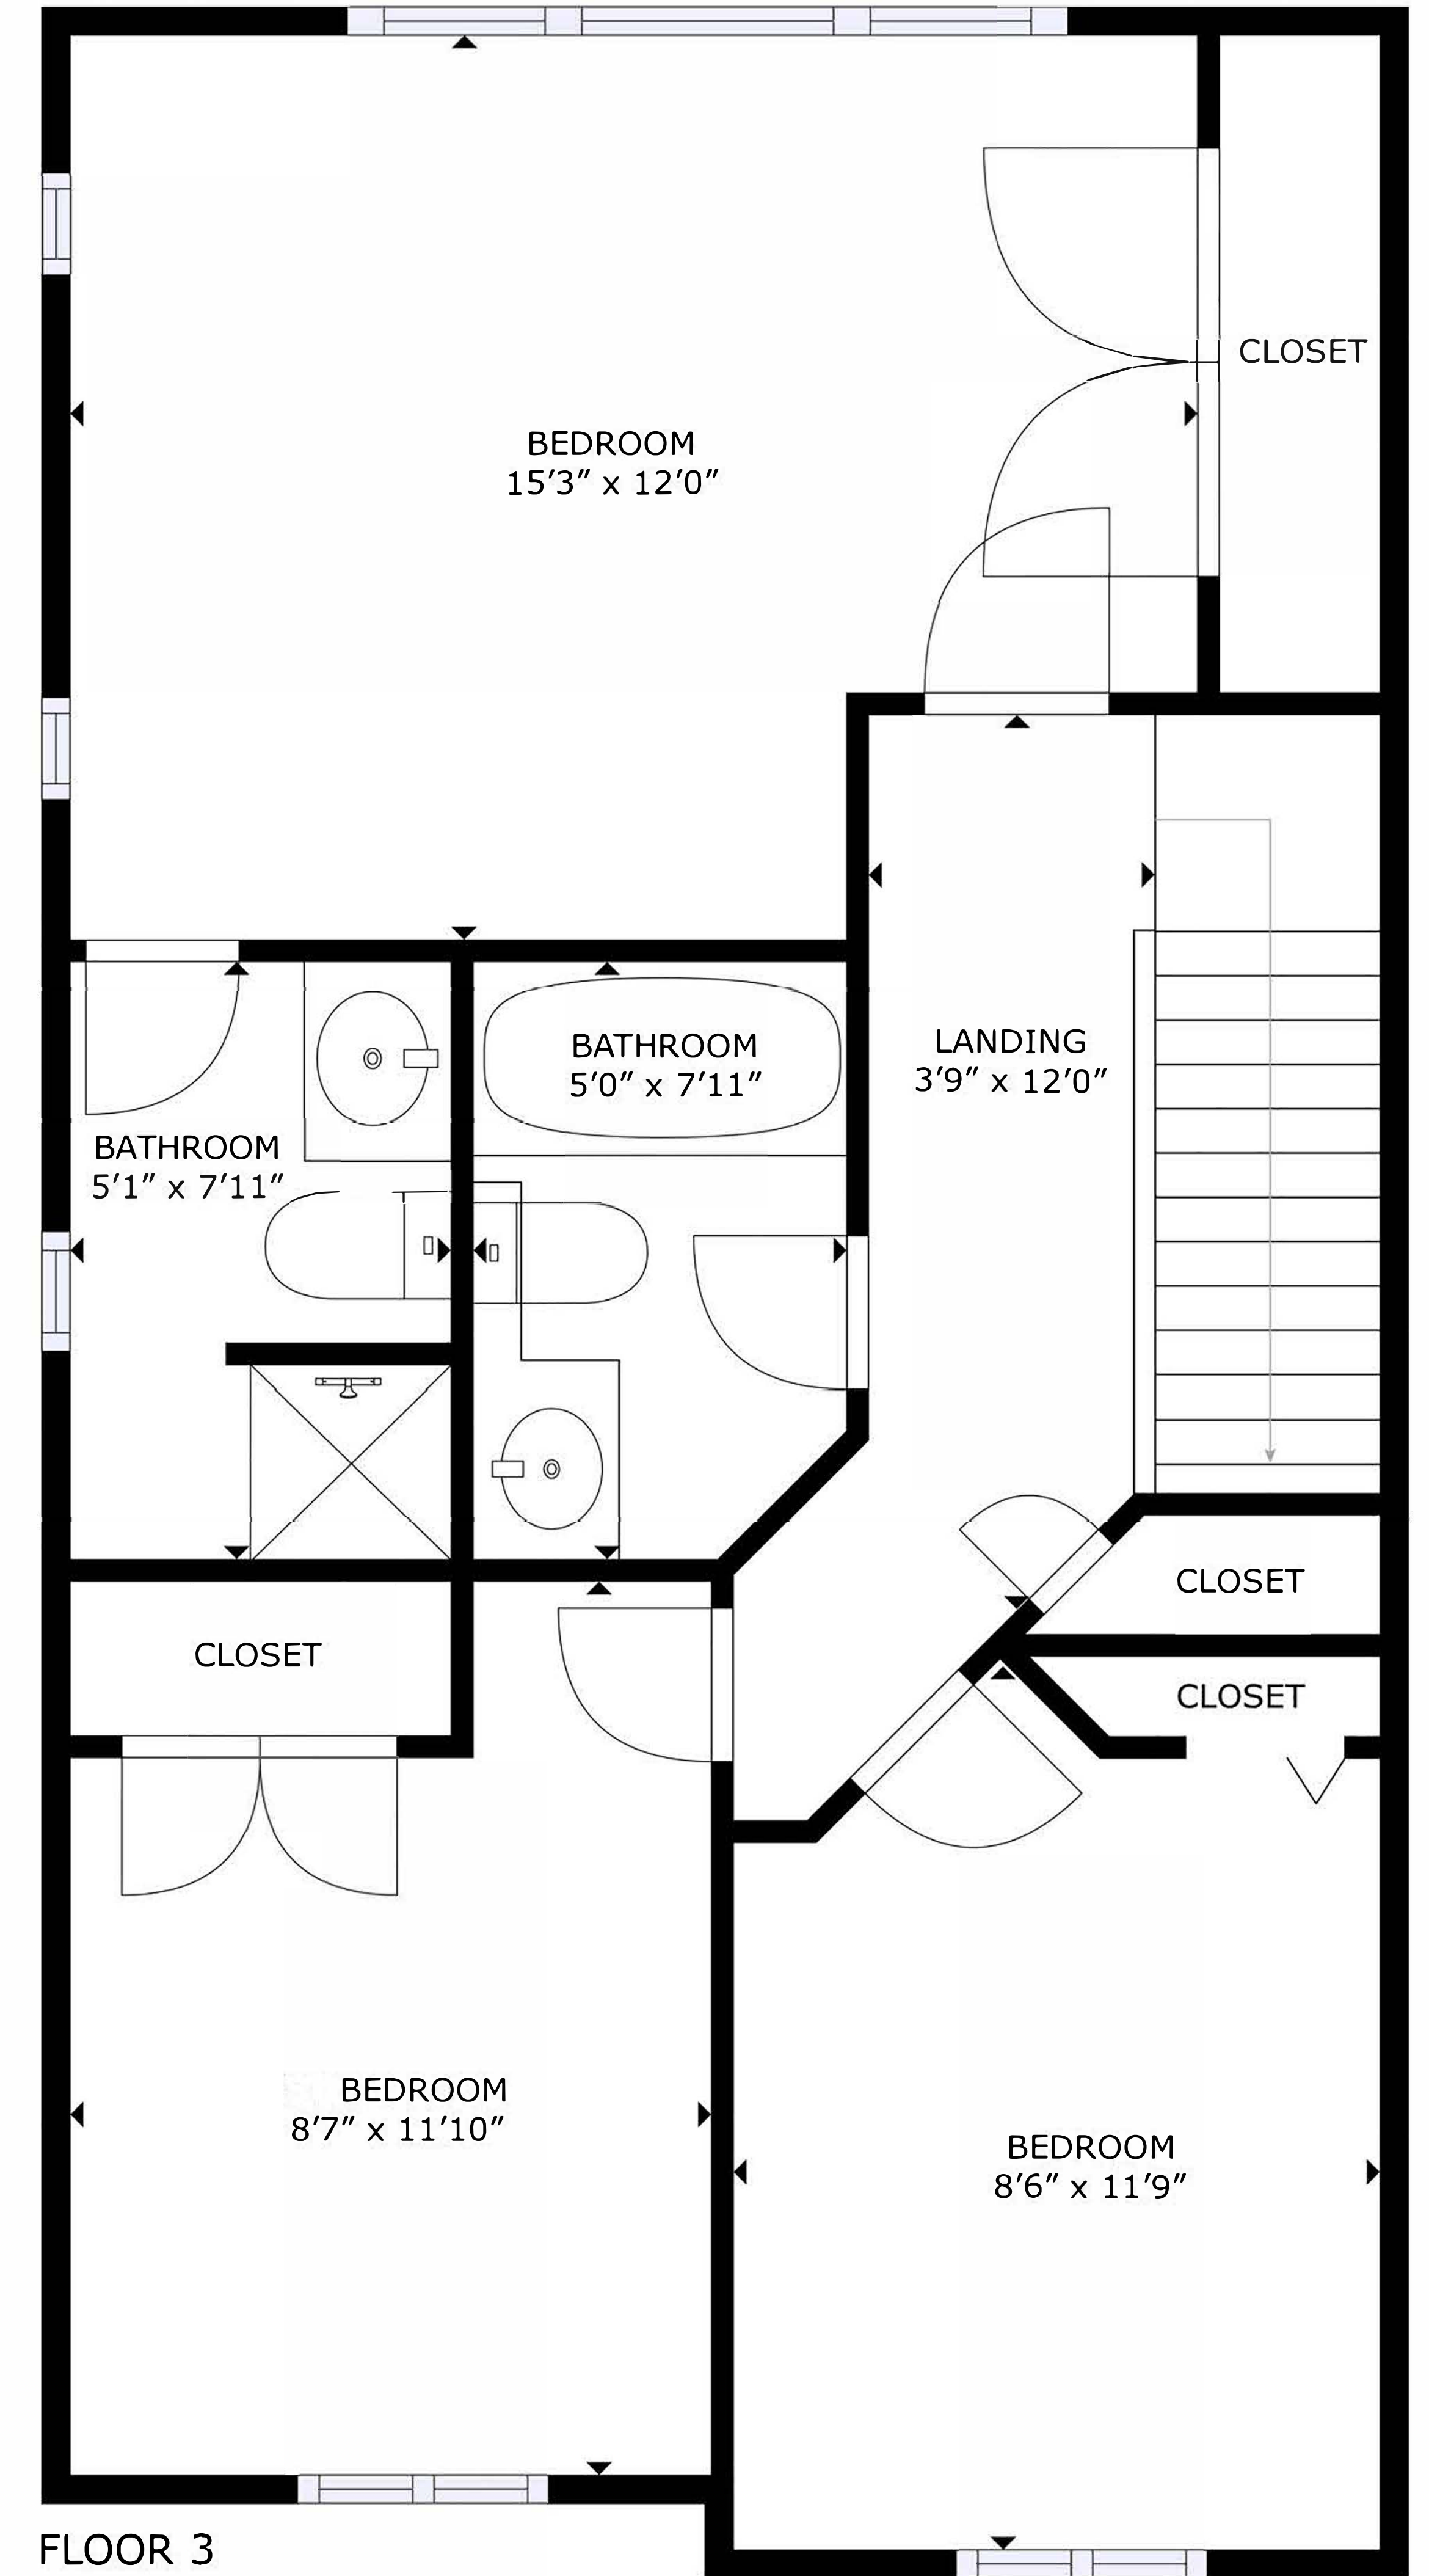 CLOSET
BEDROOM
15'3" x 12'0"
BATHROOM
5'0" x 7'11"
LANDING
3'9" x 12'0"
BATHROOM
5'1" x 7'11"
CLOSET
CLOSET
CLOSET
BEDROOM
8'7" x 11'10"
BEDROOM
8'6" x 11'9"
FLOOR 3